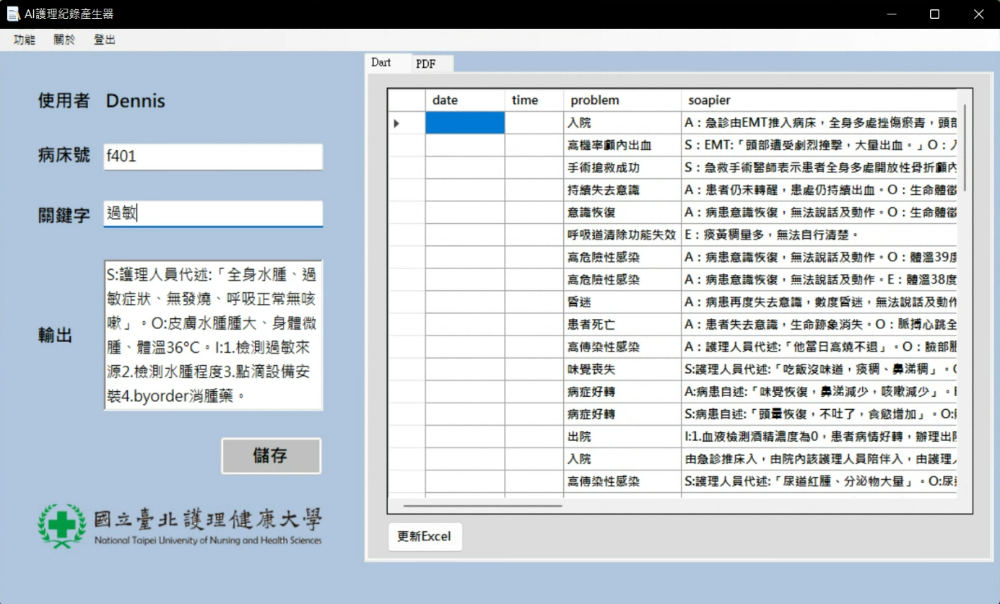 AI護理紀錄產生器
功能 關於 登出
使用者 Dennis
病床號 f401
關鍵字 過敏
輸出
S:護理人員代述:「全身水腫、過
敏症狀、無發燒、呼吸正常無咳
嗽」。O:皮膚水腫腫大、身體微
腫、體溫36°C。I:1.檢測過敏來
源2.檢測水腫程度3.點滴設備安
裝4.byorder消腫藥。
儲存
國立臺北護理健康大學
National Taipei University of Nursing and Health Sciences
Dart PDF
date time problem soapier
入院 A：急診由EMT推入病床，全身多處挫傷瘀青，頭部
高機率顱內出血 S：EMT:「頭部遭受劇烈撞擊，大量出血。」O：入
手術搶救成功 S：急救手術醫師表示患者全身多處開放性骨折顱內
持續失去意識 A：患者仍未轉醒，患處仍持續出血。O：生命體徵
意識恢復 A：病患意識恢復，無法說話及動作。O：生命體徵
呼吸道清除功能失效 E：痰黃稠量多，無法自行清楚。
高危險性感染 A：病患意識恢復，無法說話及動作。O：體溫39度
高危險性感染 A：病患意識恢復，無法說話及動作。E：體溫38度
昏迷 A：病患再度失去意識，數度昏迷，無法說話及動作
患者死亡 A：患者失去意識，生命跡象消失。O：脈搏心跳全
高傳染性感染 A：護理人員代述:「他當日高燒不退」。O：臉部脹
味覺喪失 S:護理人員代述:「吃飯沒味道，痰稠、鼻涕稠」。O
病症好轉 A:病患自述:「味覺恢復，鼻涕減少，咳嗽減少」。E
病症好轉 S:病患自述:「頭暈恢復，不吐了，食慾增加」。O:
出院 I:1.血液檢測酒精濃度為0，患者病情好轉，辦理出院
入院 由急診推床入，由院內該護理人員陪伴入，由護理人
高傳染性感染 S:護理人員代述:「尿道紅腫、分泌物大量」。O:尿道
更新Excel